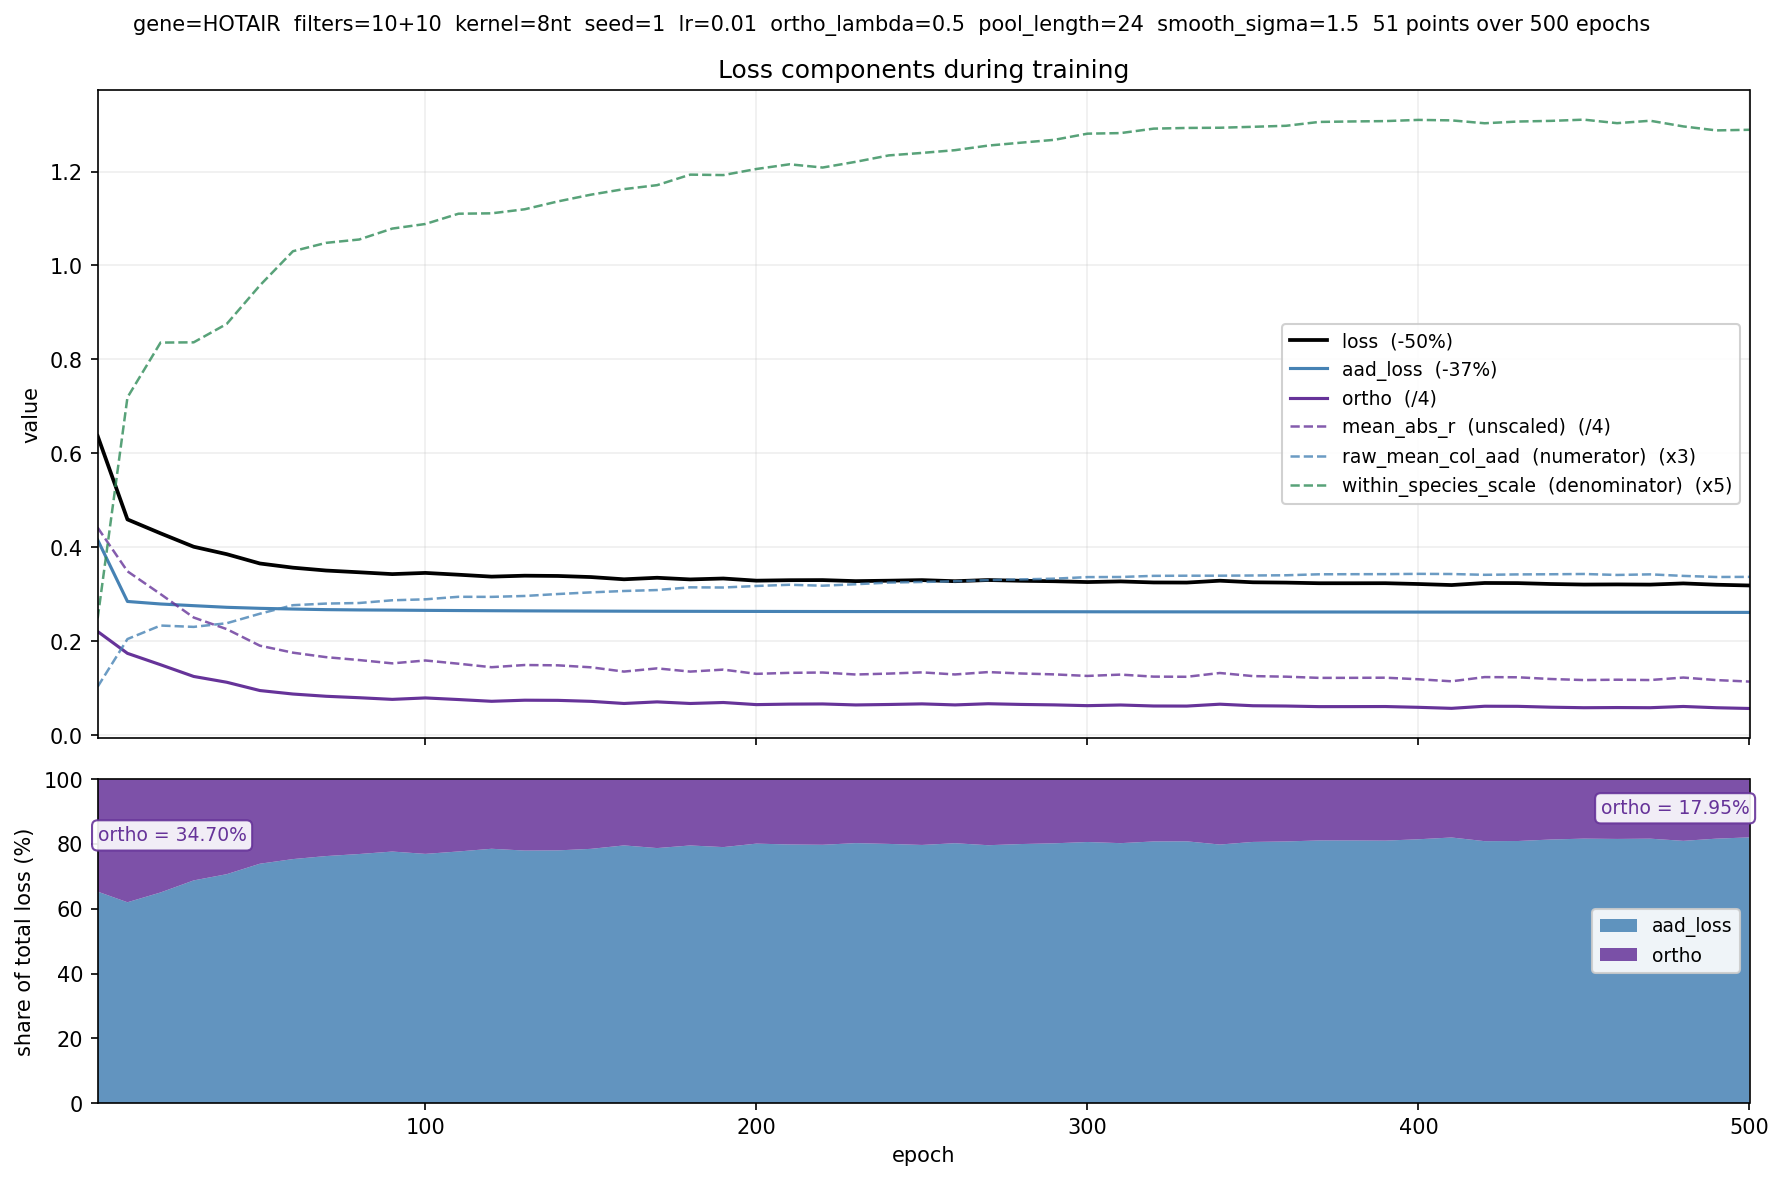 gene=HOTAIR  filters=10+10  kernel=8nt  seed=1  lr=0.01  ortho_lambda=0.5  pool_length=24  smooth_sigma=1.5  51 points over 500 epochs
Loss components during training
value
1.2
1.0
0.8
0.6
0.4
0.2
0.0
loss  (-50%)
aad_loss  (-37%)
ortho  (/4)
mean_abs_r  (unscaled)  (/4)
raw_mean_col_aad  (numerator)  (x3)
within_species_scale  (denominator)  (x5)
share of total loss (%)
100
80
60
40
20
0
ortho = 34.70%
ortho = 17.95%
aad_loss
ortho
100
200
300
400
500
epoch